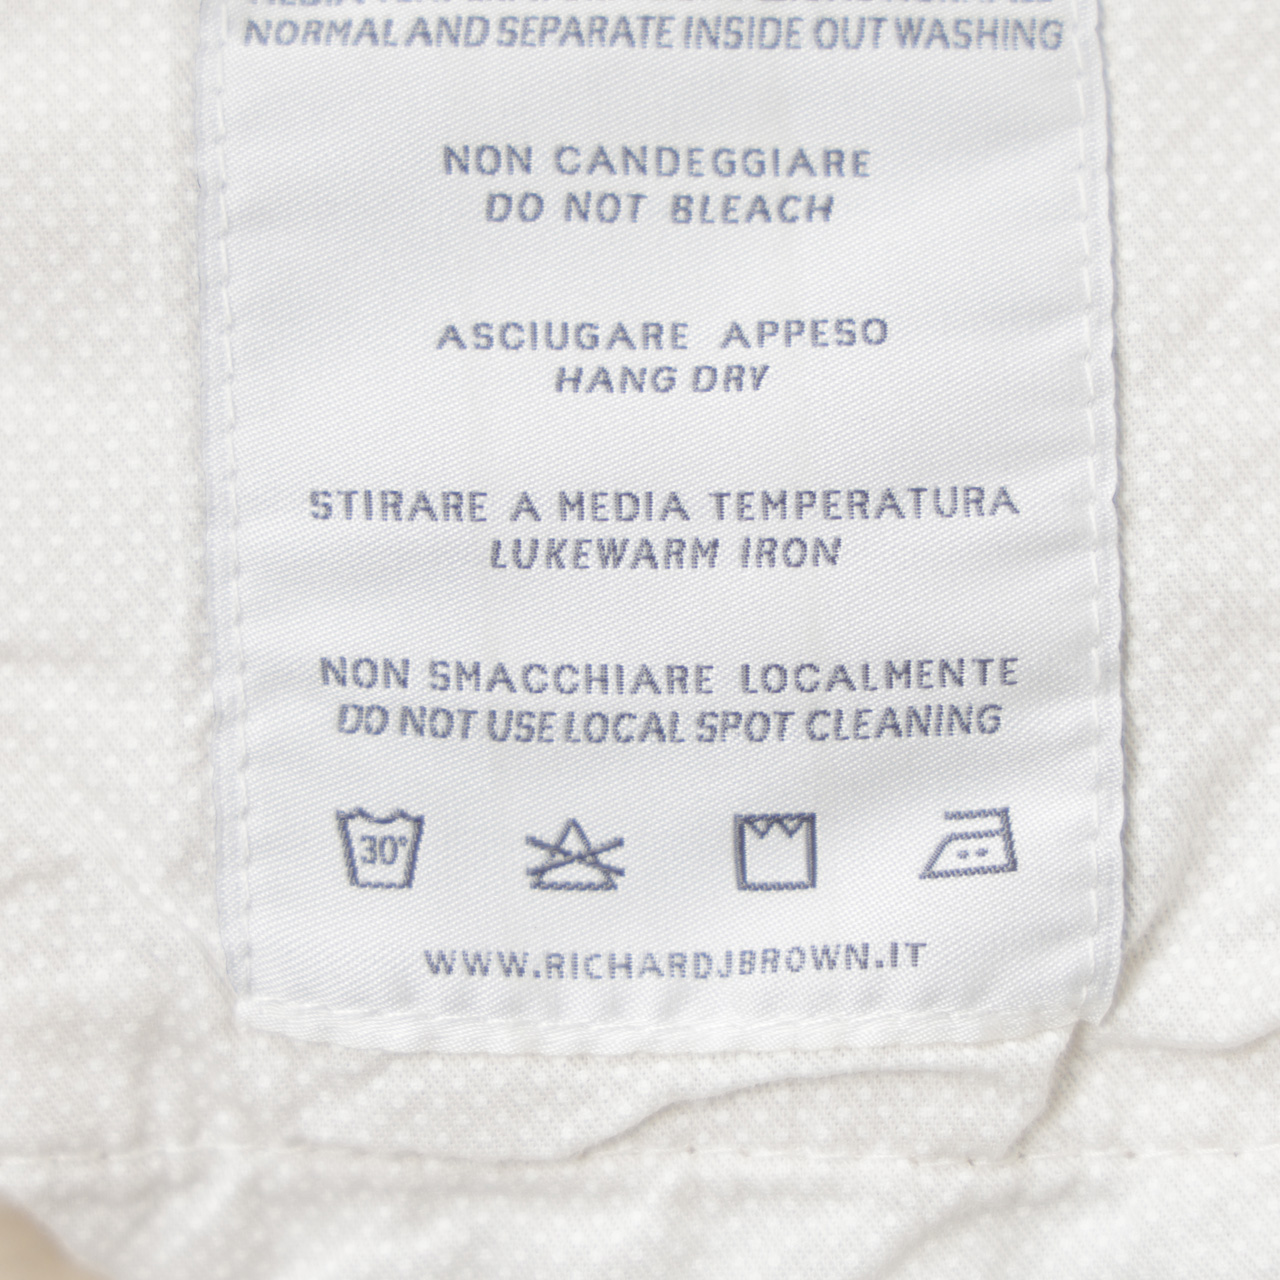 NORMAL AND SEPARATE INSIDE OUT WASHING
NON CANDEGGIARE
DO NOT BLEACH
ASCIUGARE APPESO
HANG DRY
STIRARE A MEDIA TEMPERATURA
LUKEWARM IRON
NON SMACCHIARE LOCALMENTE
DO NOT USE LOCAL SPOT CLEANING
30°
WWW.RICHARDJBROWN.IT